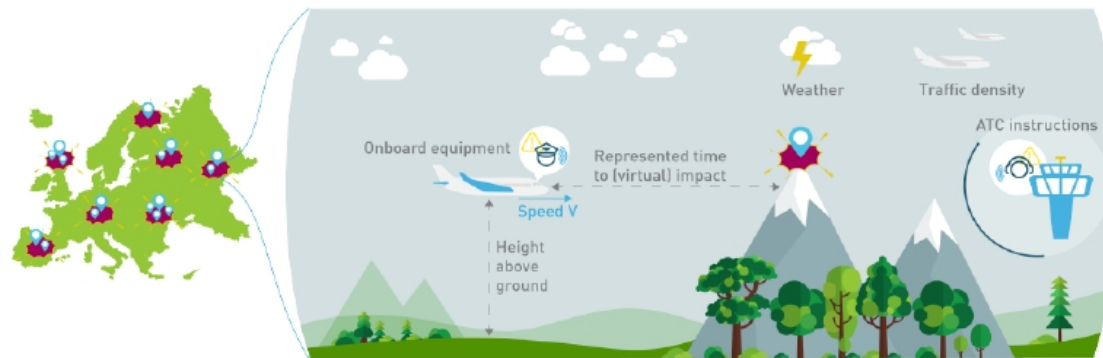 Weather
Traffic density
ATC instructions
Onboard equipment
Represented time
to (virtual) impact
Speed V
Height
above
ground